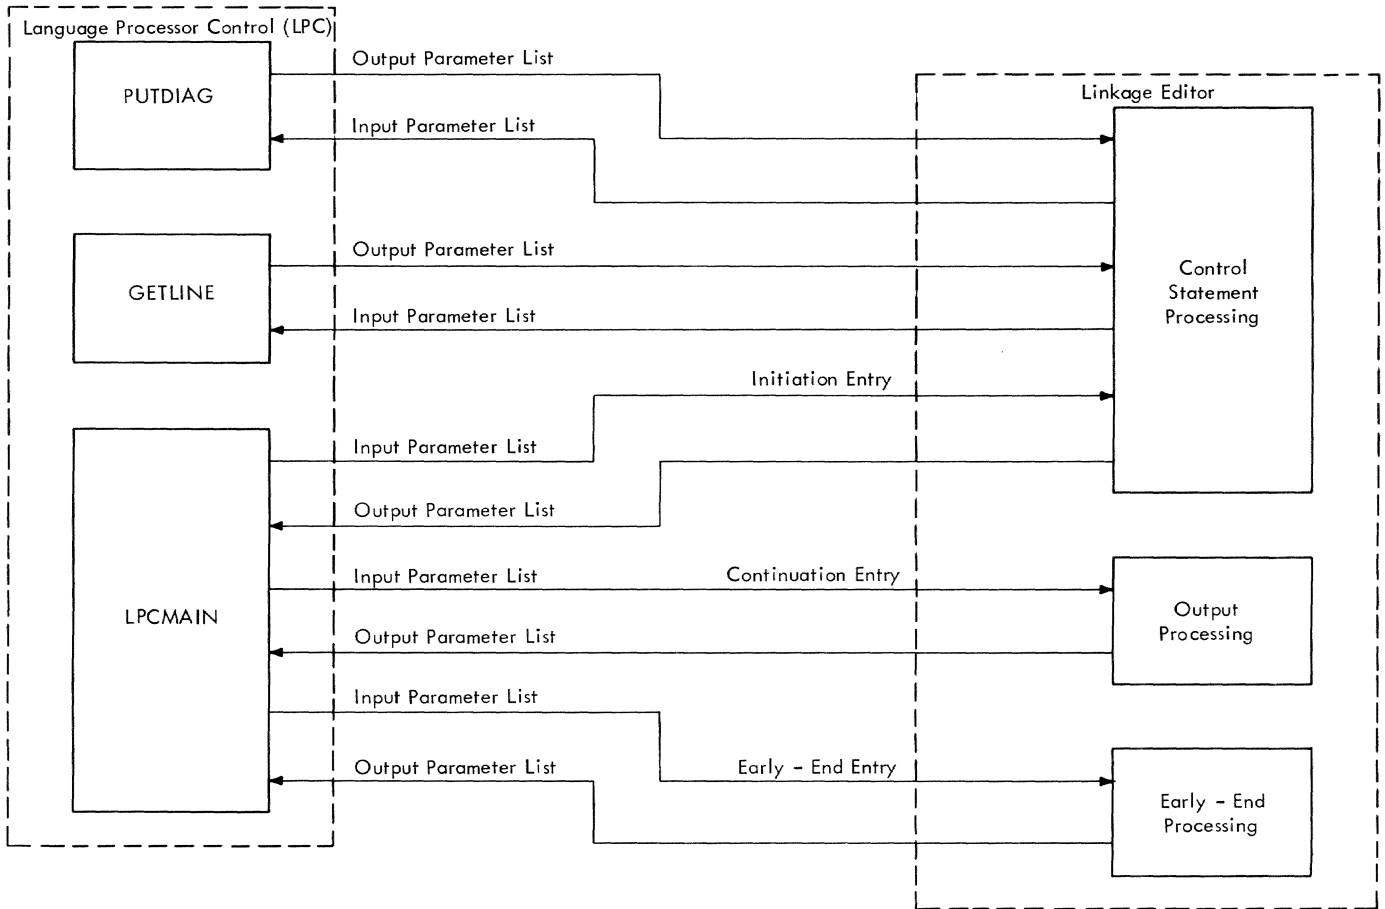 Language Processor Control (LPC)
PUTDIAG
Output Parameter List
Input Parameter List
Linkage Editor
GETLINE
Output Parameter List
Input Parameter List
Control
Statement
Processing
Initiation Entry
LPCMAIN
Input Parameter List
Output Parameter List
Input Parameter List
Continuation Entry
Output Parameter List
Output
Processing
Input Parameter List
Output Parameter List
Early - End Entry
Early - End
Processing